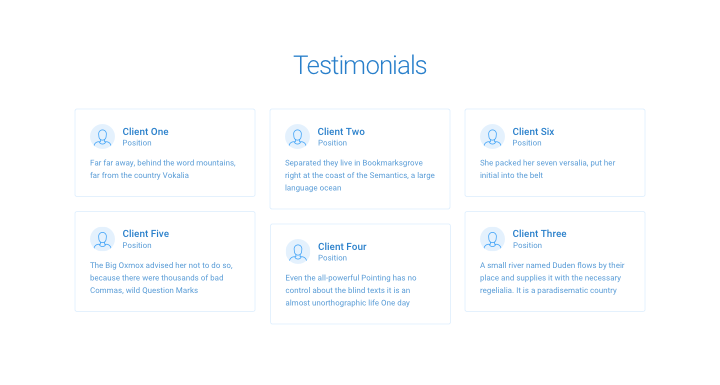 Testimonials
Client One
Position
Far far away, behind the word mountains,
far from the country Vokalia
Client Two
Position
Separated they live in Bookmarksgrove
right at the coast of the Semantics, a large
language ocean
Client Six
Position
She packed her seven versalia, put her
initial into the belt
Client Five
Position
The Big Oxmox advised her not to do so,
because there were thousands of bad
Commas, wild Question Marks
Client Four
Position
Even the all-powerful Pointing has no
control about the blind texts it is an
almost unorthographic life One day
Client Three
Position
A small river named Duden flows by their
place and supplies it with the necessary
regelialia. It is a paradisematic country